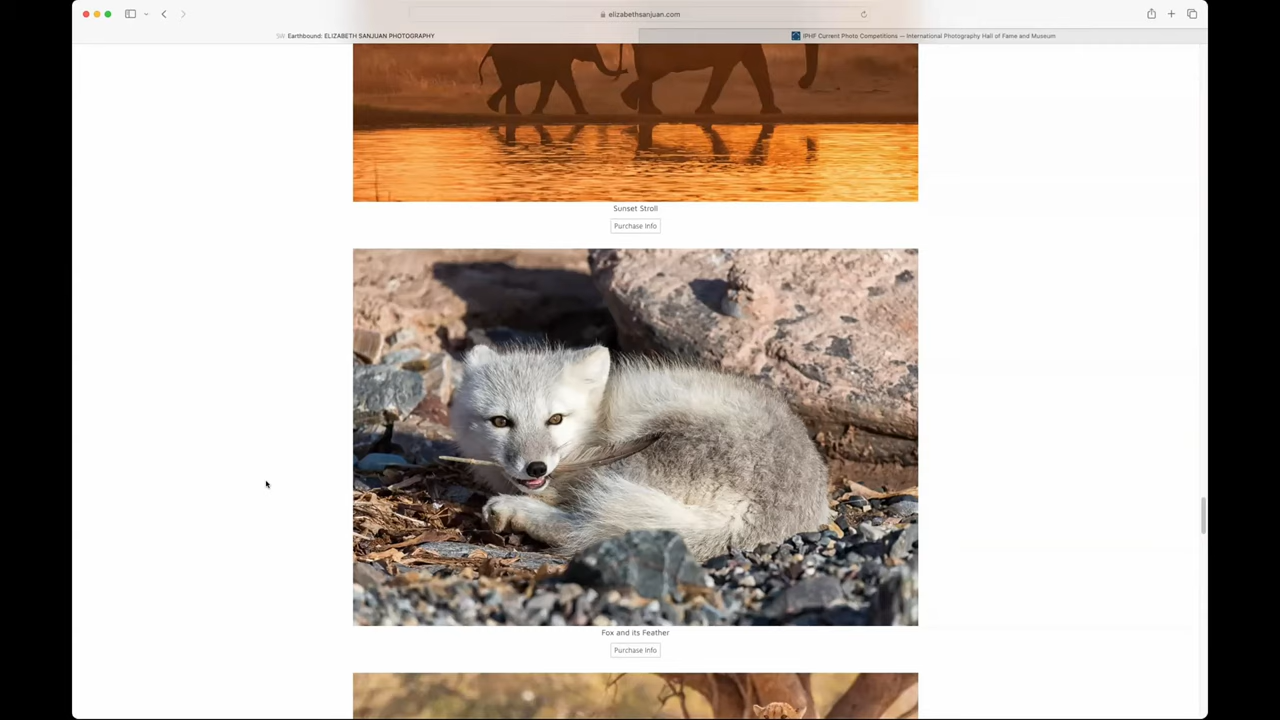 elizabethsanjuan.com
SW Earthbound: ELIZABETH SANJUAN PHOTOGRAPHY
IPHF Current Photo Competitions — International Photography Hall of Fame and Museum
Sunset Stroll
Purchase Info
Fox and its Feather
Purchase Info